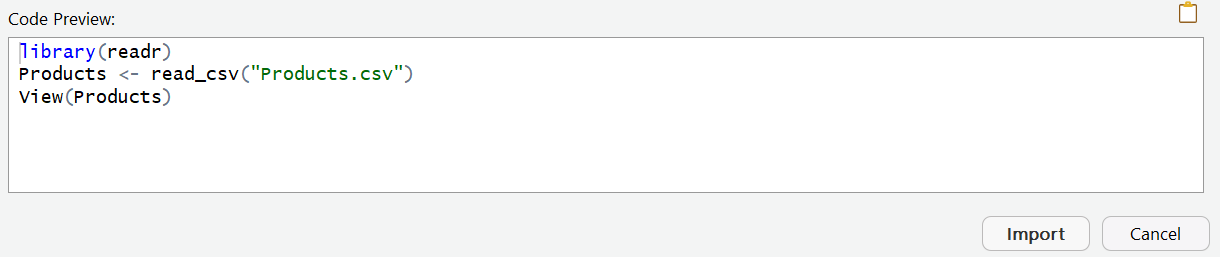 Code Preview:
library(readr)
Products <- read_csv("Products.csv")
View(Products)
Import
Cancel